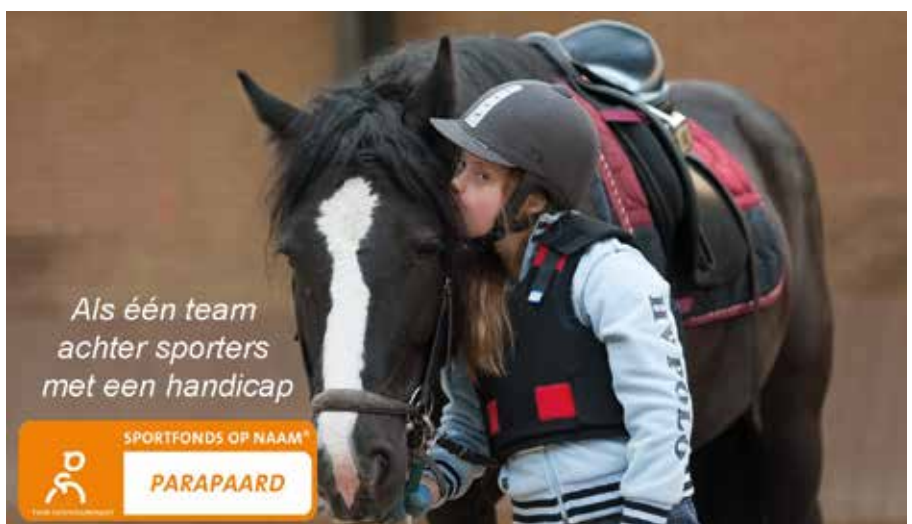 Als één team
achter sporters
met een handicap
SPORTFONDS OP NAAM®
PARAPAARD
HV POLO